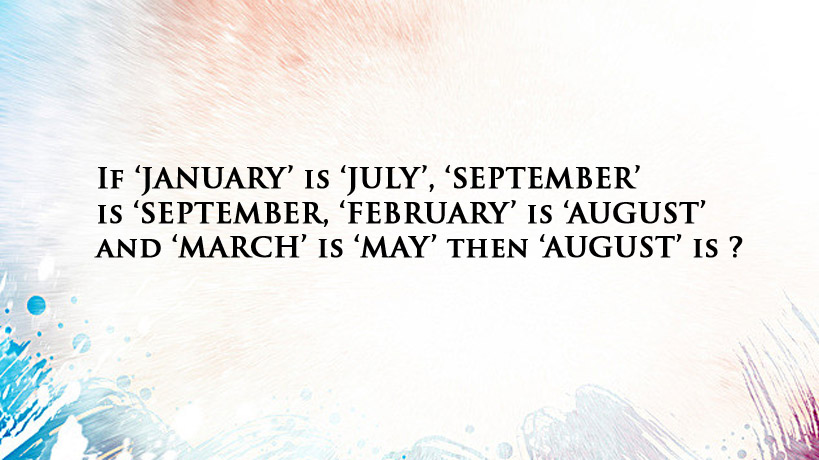 If ‘JANUARY’ is ‘JULY’, ‘SEPTEMBER’
is ‘SEPTEMBER, ‘FEBRUARY’ is ‘AUGUST’
and ‘MARCH’ is ‘MAY’ then ‘AUGUST’ is ?